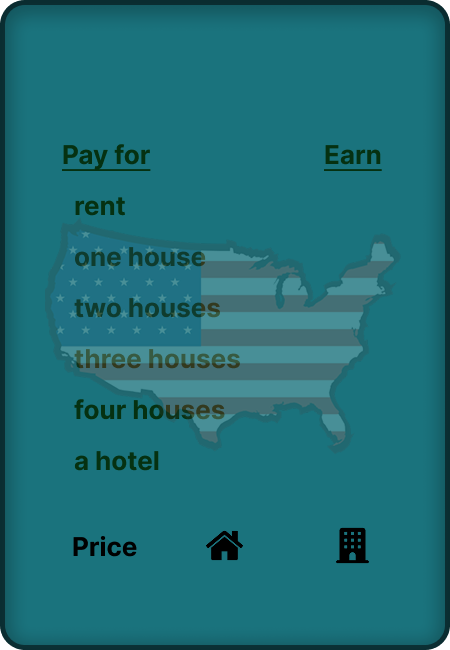 Pay for Earn
rent
one house
two houses
three houses
four houses
a hotel
Price